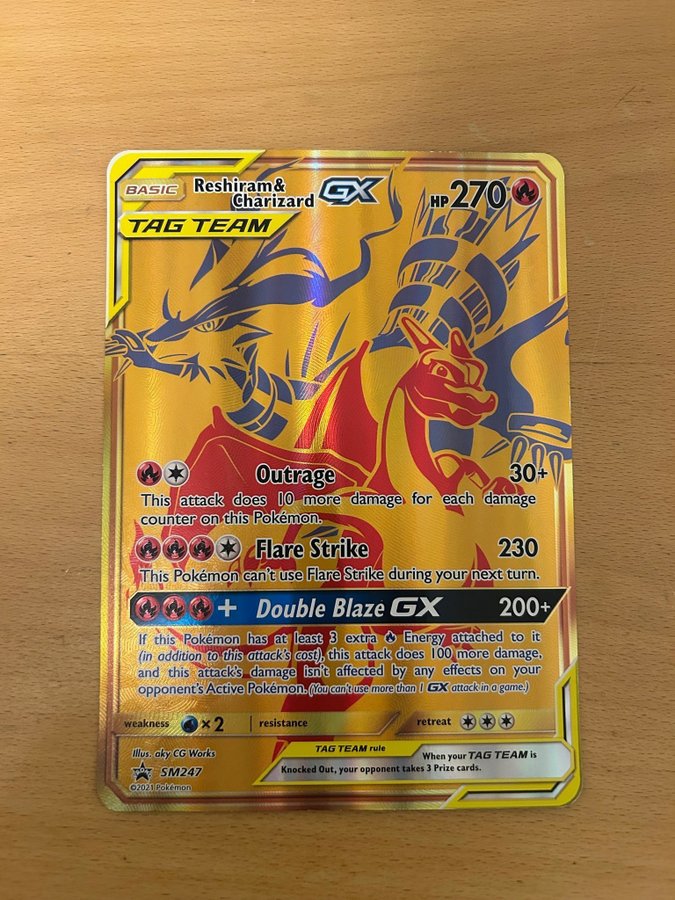 BASIC Reshiram& Charizard GX HP 270
TAG TEAM
Outrage 30+
This attack does 10 more damage for each damage
counter on this Pokémon.
Flare Strike 230
This Pokémon can't use Flare Strike during your next turn.
+ Double Blaze GX 200+
If this Pokémon has at least 3 extra Energy attached to it
(in addition to this attack's cost), this attack does 100 more damage,
and this attack's damage isn't affected by any effects on your
opponent's Active Pokémon. (You can't use more than 1 GX attack in a game.)
weakness ×2 resistance retreat
Illus. aky CG Works
TAG TEAM rule When your TAG TEAM is
Knocked Out, your opponent takes 3 Prize cards.
PROMO SM247
©2021 Pokémon